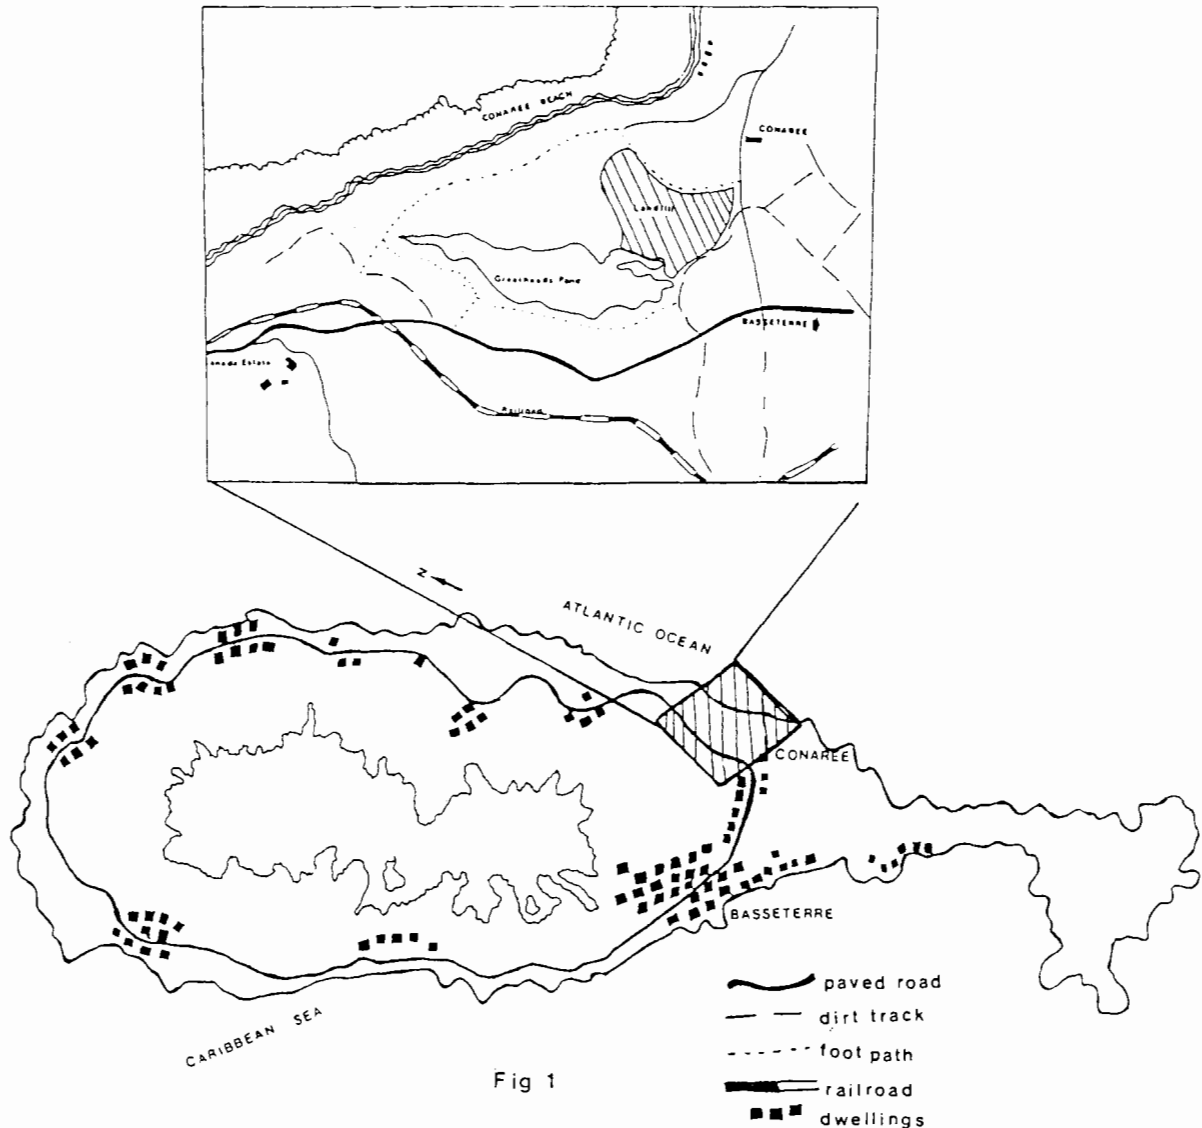 CONAREE BEACH
CONAREE
Landfill
Greatheads Pond
BASSETERRE
Estate
Railroad
N
ATLANTIC OCEAN
CONAREE
BASSETERRE
CARIBBEAN SEA
paved road
dirt track
foot path
railroad
dwellings
Fig 1